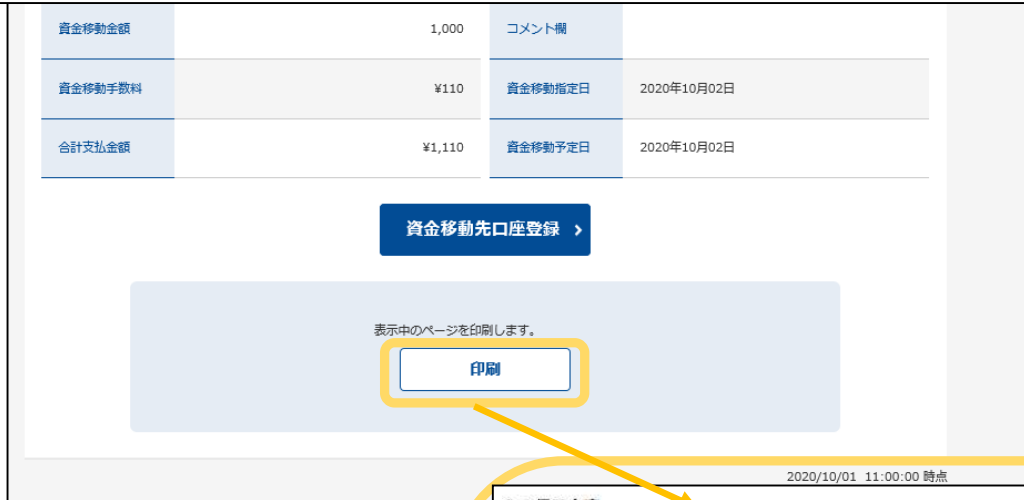 資金移動金額 1,000 コメント欄
資金移動手数料 ¥110 資金移動指定日 2020年10月02日
合計支払金額 ¥1,110 資金移動予定日 2020年10月02日
資金移動先口座登録
表示中のページを印刷します。
印刷
2020/10/01 11:00:00 時点